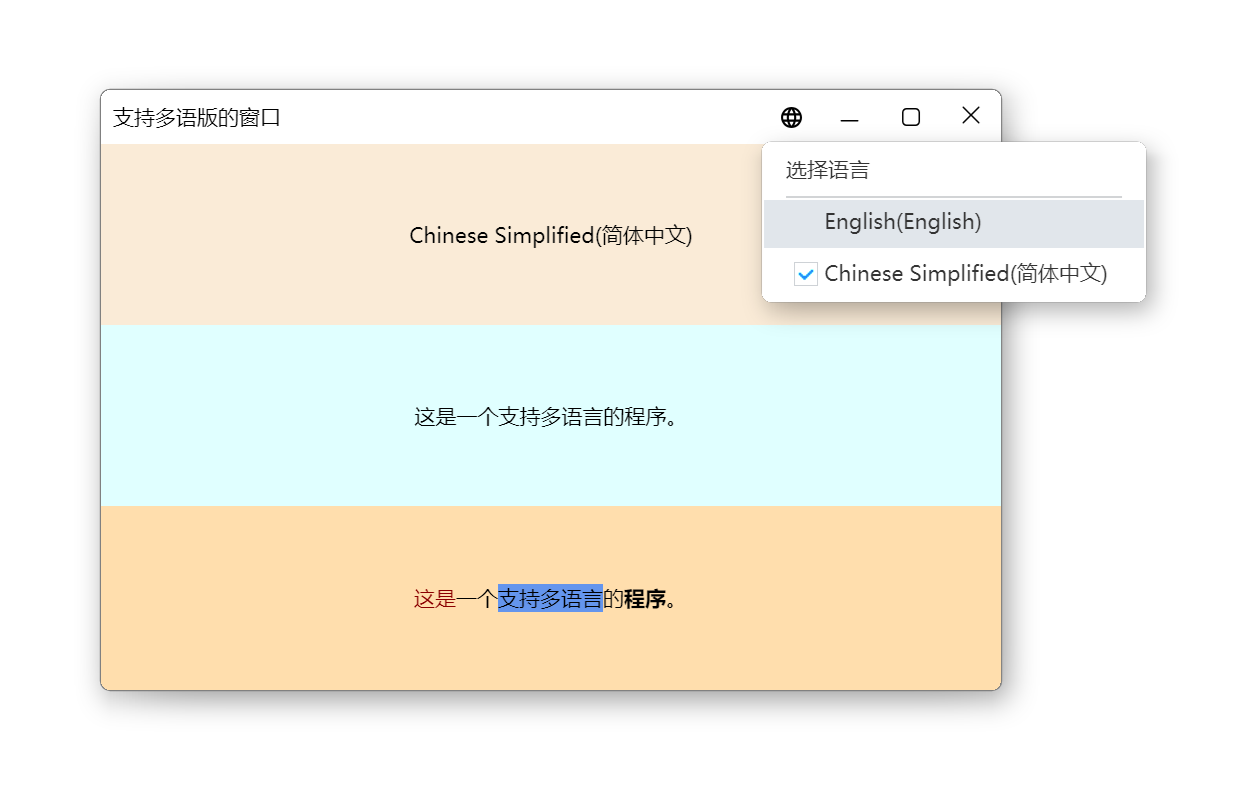 支持多语版的窗口
选择语言
English(English)
Chinese Simplified(简体中文)
Chinese Simplified(简体中文)
这是一个支持多语言的程序。
这是一个支持多语言的程序。